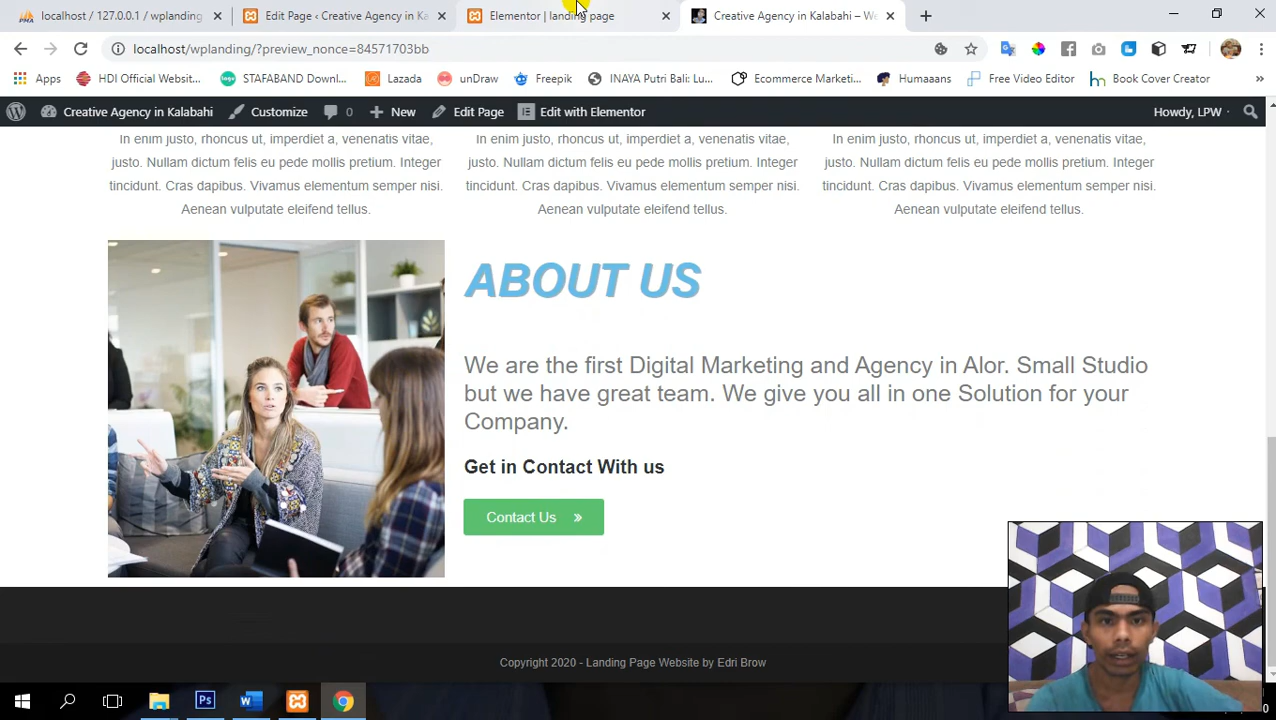 localhost / 127.0.0.1 / wplanding
Edit Page ‹ Creative Agency in Kal
Elementor | landing page
Creative Agency in Kalabahi – We
localhost/wplanding/?preview_nonce=84571703bb
Apps
HDI Official Websit...
STAFABAND Downl...
Lazada
unDraw
Freepik
INAYA Putri Bali: Lu...
Ecommerce Marketi...
Humaaans
Free Video Editor
Book Cover Creator
»
Creative Agency in Kalabahi
Customize
0
New
Edit Page
Edit with Elementor
Howdy, LPW
In enim justo, rhoncus ut, imperdiet a, venenatis vitae,
justo. Nullam dictum felis eu pede mollis pretium. Integer
tincidunt. Cras dapibus. Vivamus elementum semper nisi.
Aenean vulputate eleifend tellus.
In enim justo, rhoncus ut, imperdiet a, venenatis vitae,
justo. Nullam dictum felis eu pede mollis pretium. Integer
tincidunt. Cras dapibus. Vivamus elementum semper nisi.
Aenean vulputate eleifend tellus.
In enim justo, rhoncus ut, imperdiet a, venenatis vitae,
justo. Nullam dictum felis eu pede mollis pretium. Integer
tincidunt. Cras dapibus. Vivamus elementum semper nisi.
Aenean vulputate eleifend tellus.
ABOUT US
We are the first Digital Marketing and Agency in Alor. Small Studio
but we have great team. We give you all in one Solution for your
Company.
Get in Contact With us
Contact Us »
Copyright 2020 - Landing Page Website by Edri Brow